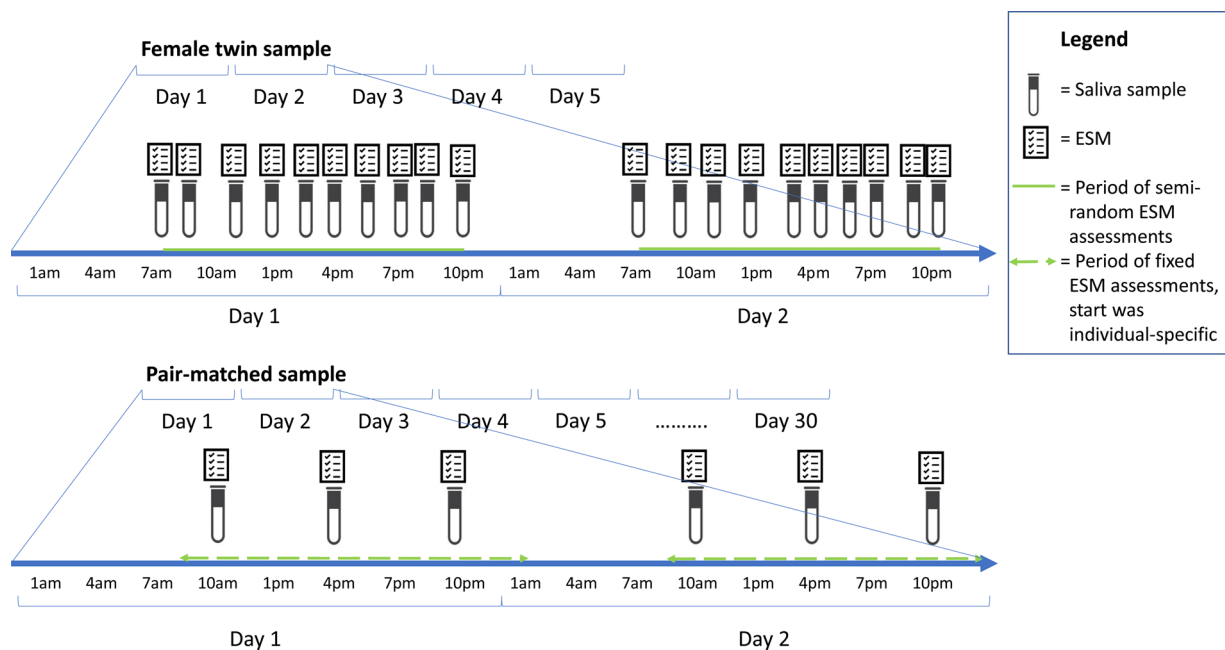 Female twin sample
Day 1 Day 2 Day 3 Day 4 Day 5
1am 4am 7am 10am 1pm 4pm 7pm 10pm 1am 4am 7am 10am 1pm 4pm 7pm 10pm
Day 1 Day 2
Pair-matched sample
Day 1 Day 2 Day 3 Day 4 Day 5 ………. Day 30
1am 4am 7am 10am 1pm 4pm 7pm 10pm 1am 4am 7am 10am 1pm 4pm 7pm 10pm
Day 1 Day 2
Legend
= Saliva sample
= ESM
= Period of semi-
random ESM
assessments
= Period of fixed
ESM assessments,
start was
individual-specific